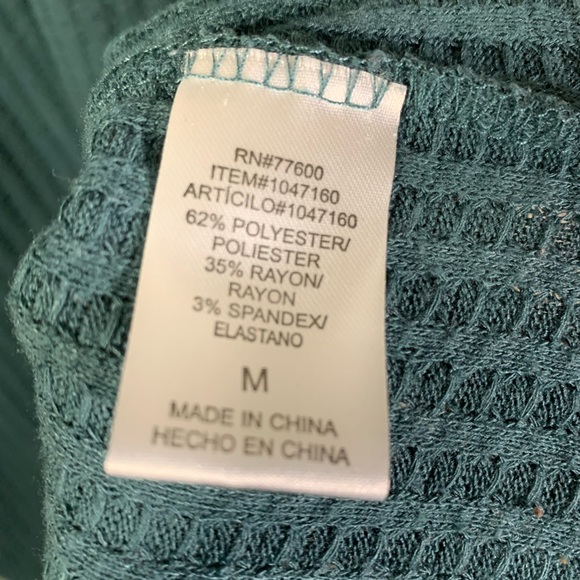 RN#77600
ITEM#1047160
ARTÍCILO#1047160
62% POLYESTER/
POLIESTER
35% RAYON/
RAYON
3% SPANDEX/
ELASTANO
M
MADE IN CHINA
HECHO EN CHINA